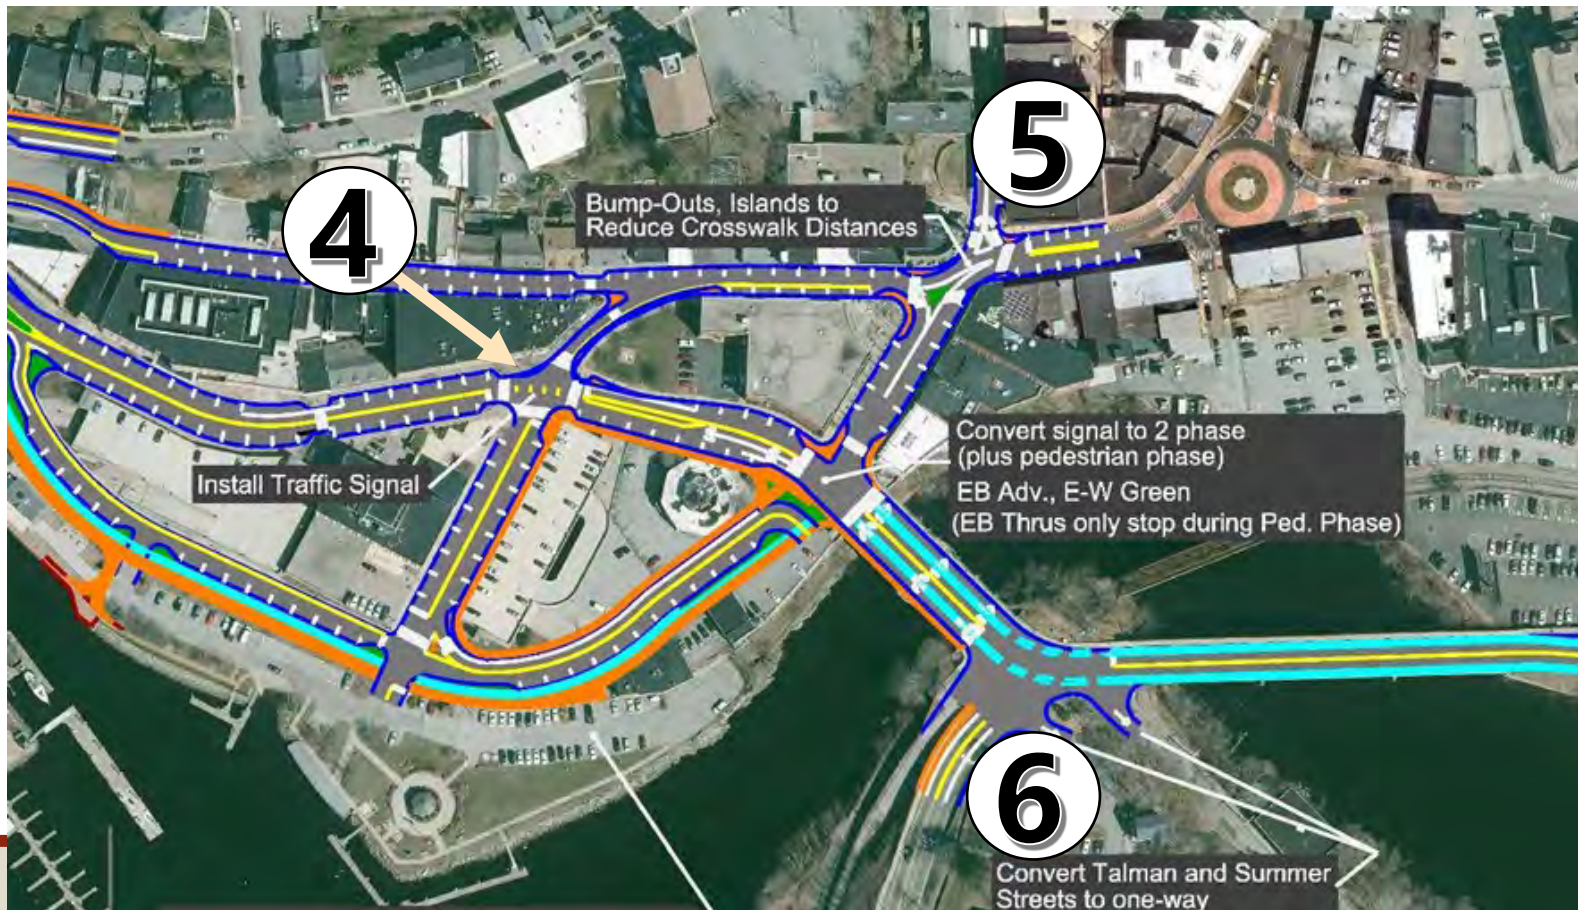 5
4
Bump-Outs, Islands to
Reduce Crosswalk Distances
Install Traffic Signal
Convert signal to 2 phase
(plus pedestrian phase)
EB Adv., E-W Green
(EB Thrus only stop during Ped. Phase)
6
Convert Talman and Summer
Streets to one-way